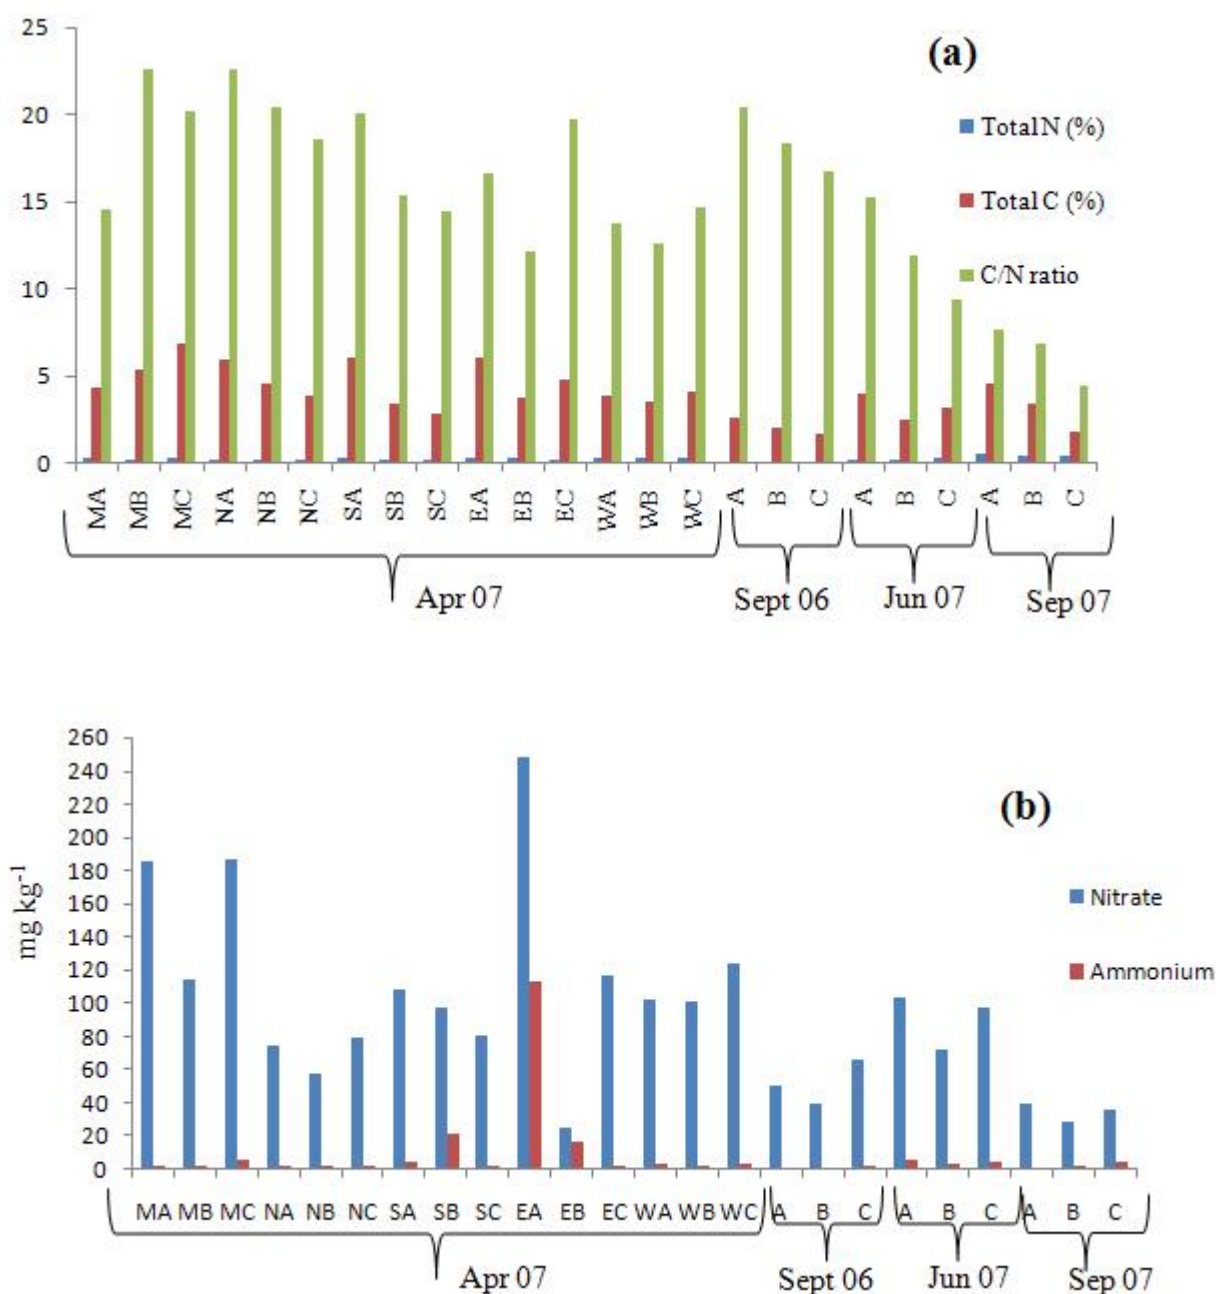 (a)
25
20
15
10
5
0
Total N (%)
Total C (%)
C/N ratio
MA MB MC NA NB NC SA SB SC EA EB EC WA WB WC A B C A B C A B C
Apr 07 Sept 06 Jun 07 Sep 07
(b)
260
240
220
200
180
160
140
120
100
80
60
40
20
0
mg kg-1
Nitrate
Ammonium
MA MB MC NA NB NC SA SB SC EA EB EC WA WB WC A B C A B C A B C
Apr 07 Sept 06 Jun 07 Sep 07